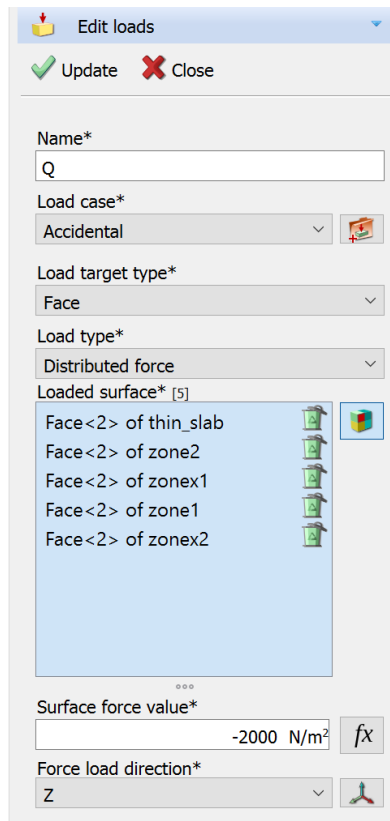 Edit loads
Update Close
Name*
Q
Load case*
Accidental
Load target type*
Face
Load type*
Distributed force
Loaded surface* [5]
Face<2> of thin_slab
Face<2> of zone2
Face<2> of zonex1
Face<2> of zone1
Face<2> of zonex2
Surface force value*
-2000 N/m² fx
Force load direction*
Z